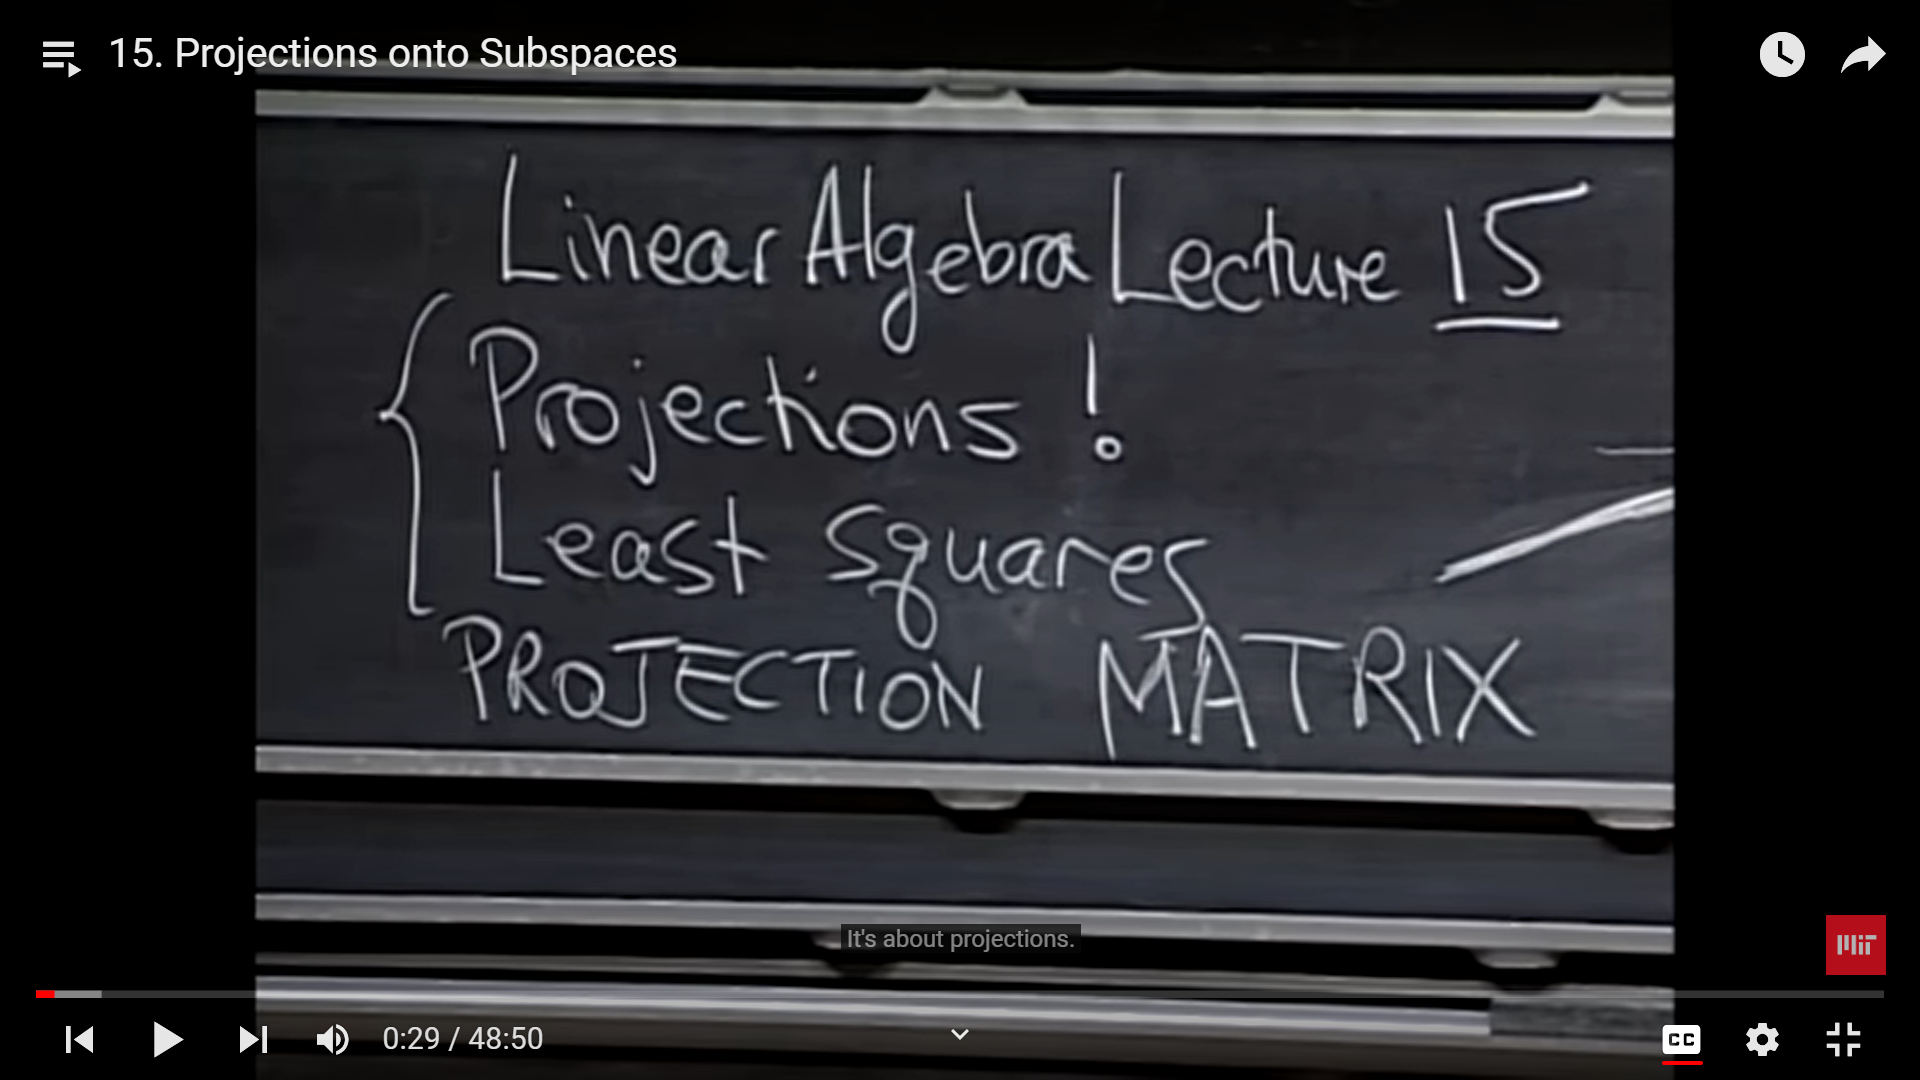 15. Projections onto Subspaces
Linear Algebra Lecture 15
Projections!
Least squares
PROJECTION MATRIX
It's about projections.
MIT
0:29 / 48:50
CC